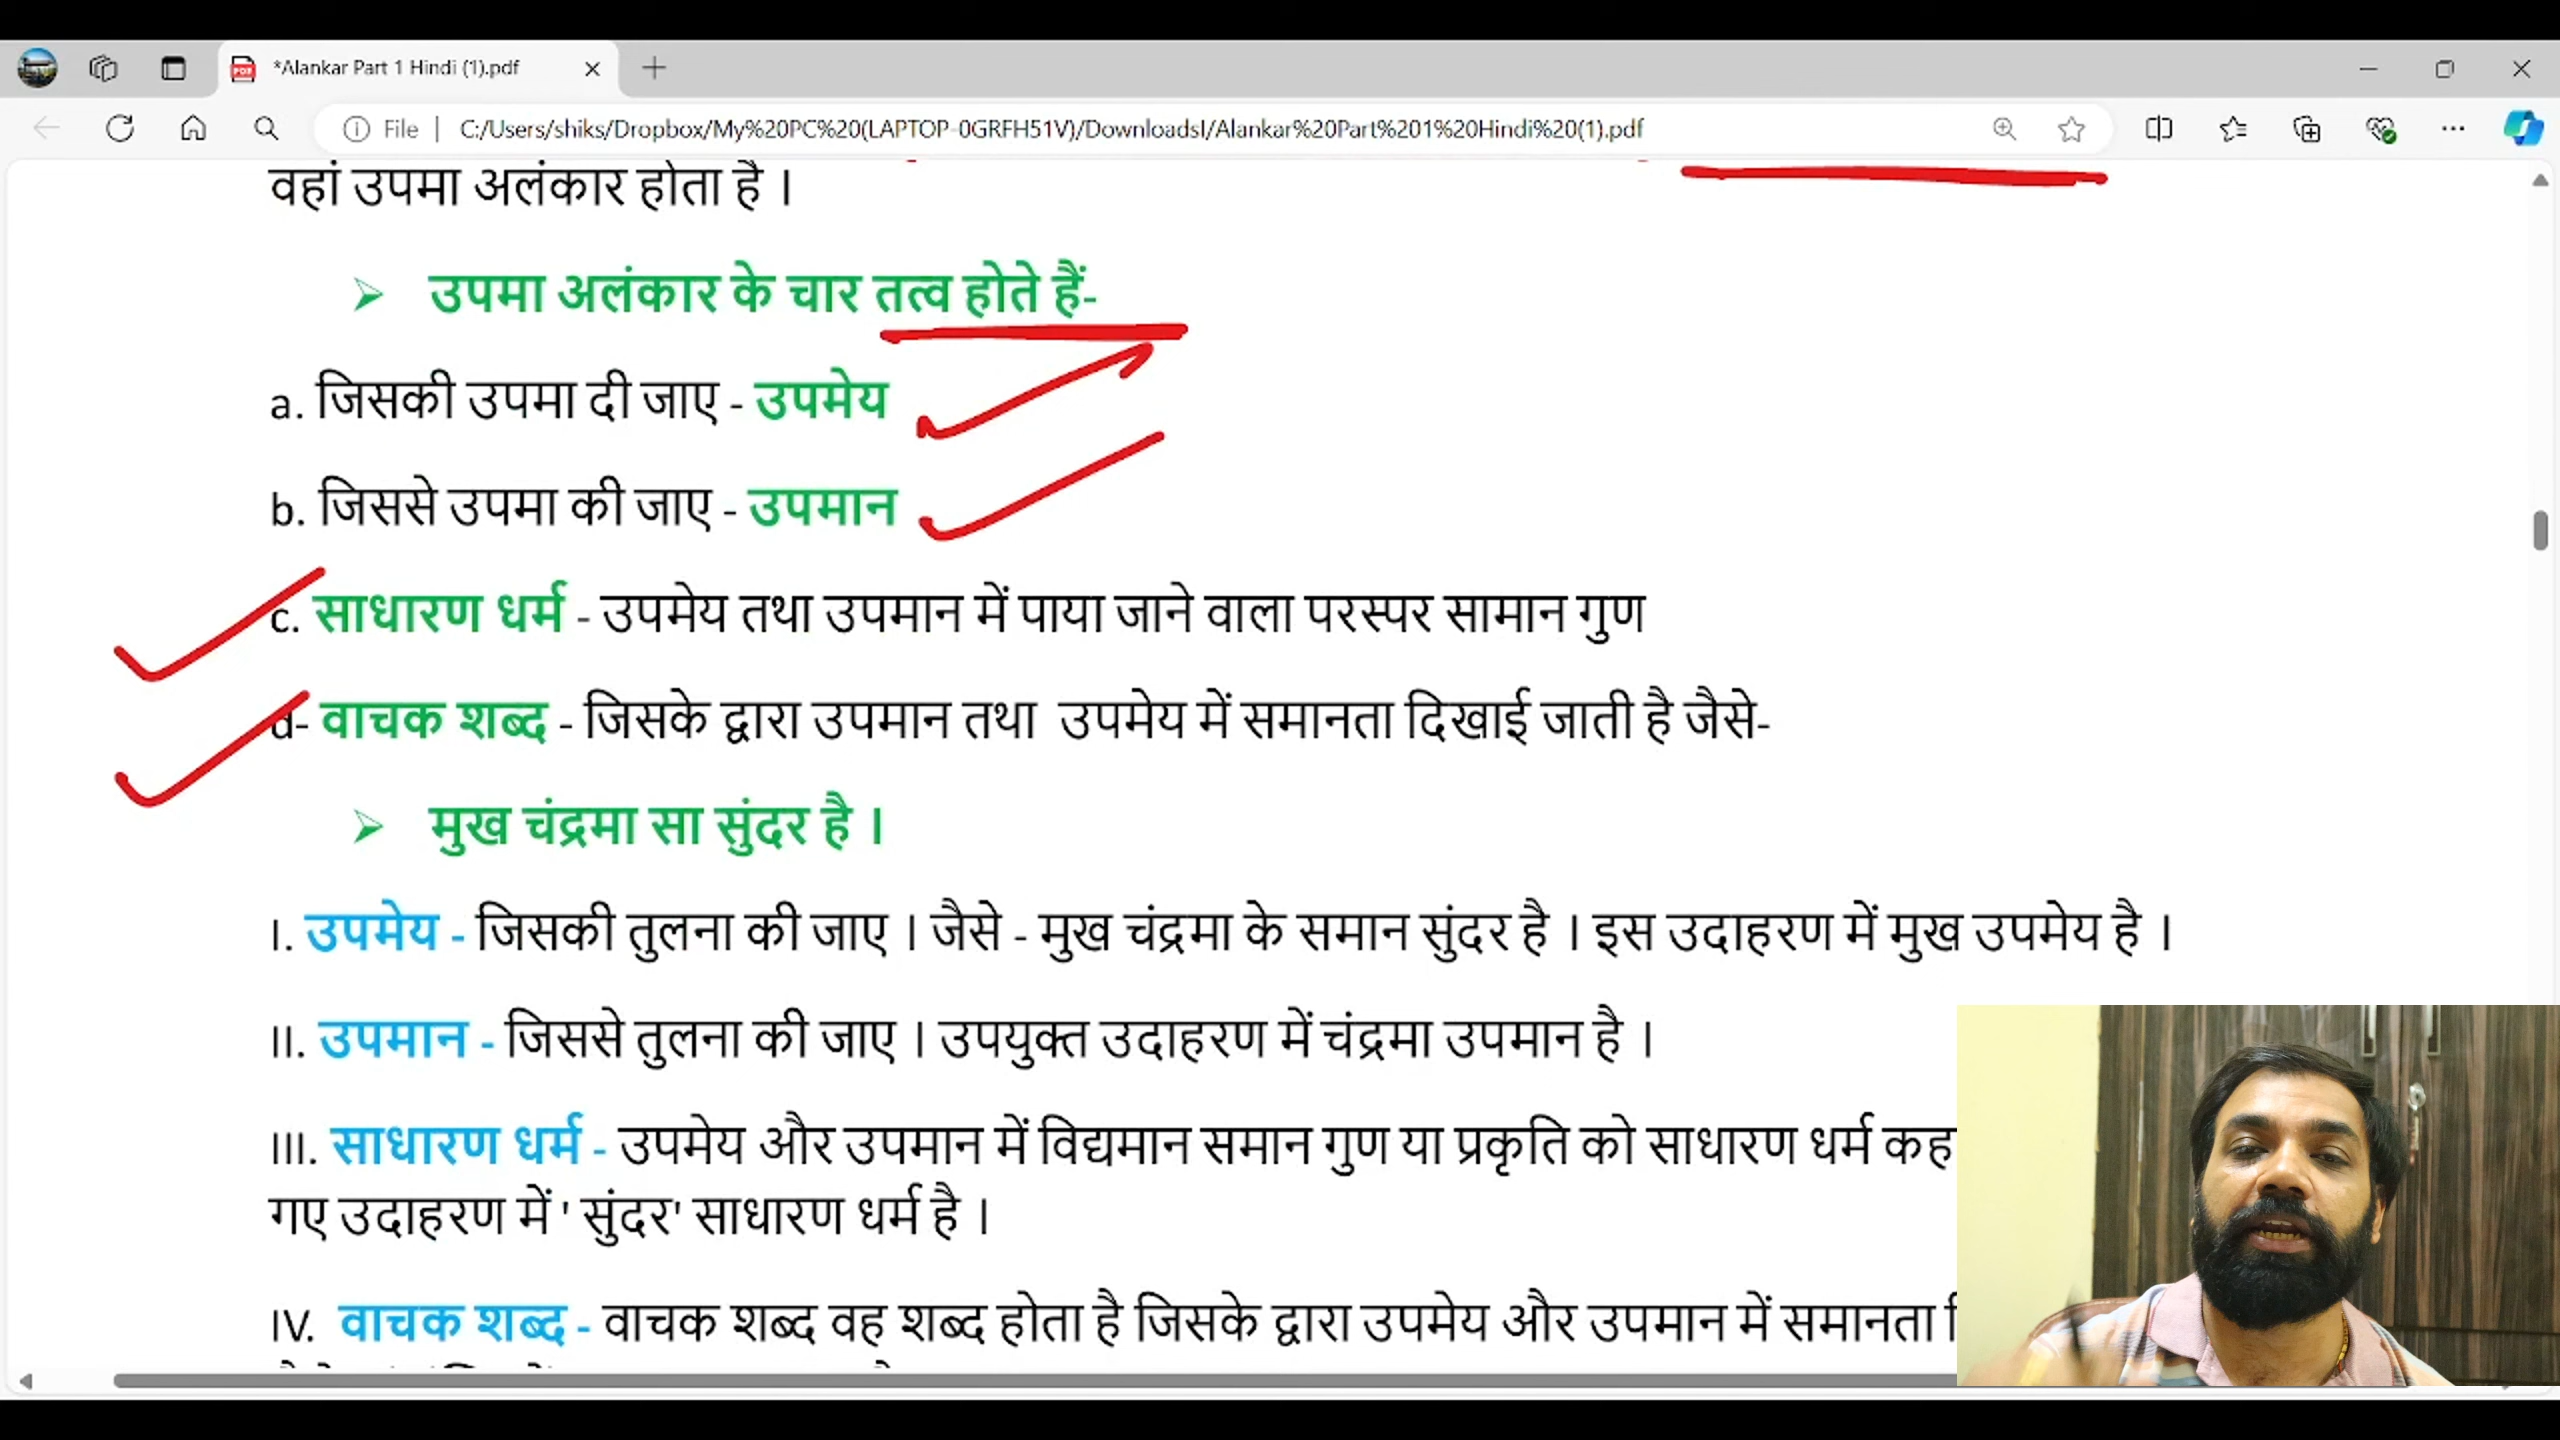 *Alankar Part 1 Hindi (1).pdf
File | C:/Users/shiks/Dropbox/My%20PC%20(LAPTOP-0GRFH51V)/Downloadsl/Alankar%20Part%201%20Hindi%20(1).pdf
वहां उपमा अलंकार होता है ।
➢ उपमा अलंकार के चार तत्व होते हैं-
a. जिसकी उपमा दी जाए - उपमेय
b. जिससे उपमा की जाए - उपमान
c. साधारण धर्म - उपमेय तथा उपमान में पाया जाने वाला परस्पर सामान गुण
d- वाचक शब्द - जिसके द्वारा उपमान तथा उपमेय में समानता दिखाई जाती है जैसे-
➢ मुख चंद्रमा सा सुंदर है ।
I. उपमेय - जिसकी तुलना की जाए । जैसे - मुख चंद्रमा के समान सुंदर है । इस उदाहरण में मुख उपमेय है ।
II. उपमान - जिससे तुलना की जाए । उपयुक्त उदाहरण में चंद्रमा उपमान है ।
III. साधारण धर्म - उपमेय और उपमान में विद्यमान समान गुण या प्रकृति को साधारण धर्म कह
गए उदाहरण में ' सुंदर' साधारण धर्म है ।
IV. वाचक शब्द - वाचक शब्द वह शब्द होता है जिसके द्वारा उपमेय और उपमान में समानता